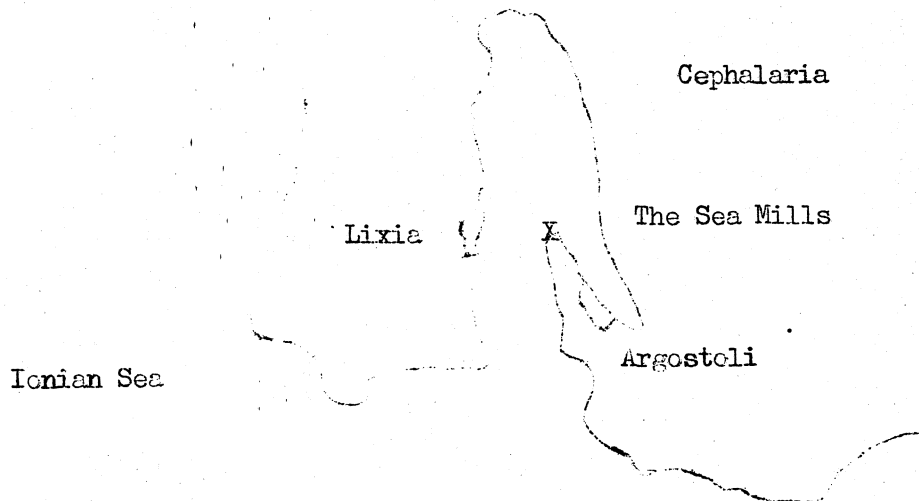 Cephalaria
The Sea Mills
Lixia
X
Argostoli
Ionian Sea